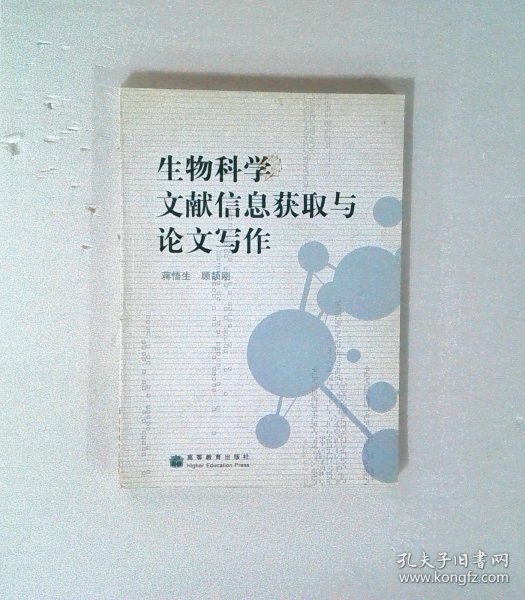 生物科学
文献信息获取与
论文写作
蒋悟生 顾颉刚
高等教育出版社
Higher Education Press
孔夫子旧书网
www.kongfz.com